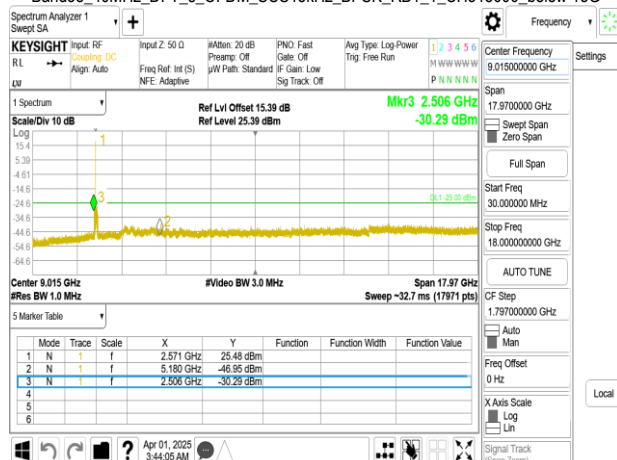 Spectrum Analyzer 1
Swept SA
Frequency
Settings
KEYSIGHT
RL
Input: RF
Coupling: DC
Align: Auto
Input Z: 50 Ω
Freq Ref: Int (S)
NFE: Adaptive
#Atten: 20 dB
Preamp: Off
µW Path: Standard
PNO: Fast
Gate: Off
IF Gain: Low
Sig Track: Off
Avg Type: Log-Power
Trig: Free Run
1 2 3 4 5 6
M W W W W W
P N N N N N
Center Frequency
9.015000000 GHz
Span
17.9700000 GHz
Swept Span
Zero Span
Full Span
Start Freq
30.000000 MHz
Stop Freq
18.000000000 GHz
AUTO TUNE
CF Step
1.797000000 GHz
Auto
Man
Freq Offset
0 Hz
X Axis Scale
Log
Lin
Signal Track
Local
1 Spectrum
Scale/Div 10 dB
Ref Lvl Offset 15.39 dB
Ref Level 25.39 dBm
Mkr3 2.506 GHz
-30.29 dBm
Log
15.4
5.39
-4.61
-14.6
-24.6
-34.6
-44.6
-54.6
-64.6
1
2
3
DL1 -25.00 dBm
Center 9.015 GHz
#Video BW 3.0 MHz
Span 17.97 GHz
#Res BW 1.0 MHz
Sweep ~32.7 ms (17971 pts)
5 Marker Table
Mode Trace Scale X Y Function Function Width Function Value
1 N 1 f 2.571 GHz 25.48 dBm
2 N 1 f 5.180 GHz -46.95 dBm
3 N 1 f 2.506 GHz -30.29 dBm
4
5
6
Apr 01, 2025
3:44:05 AM